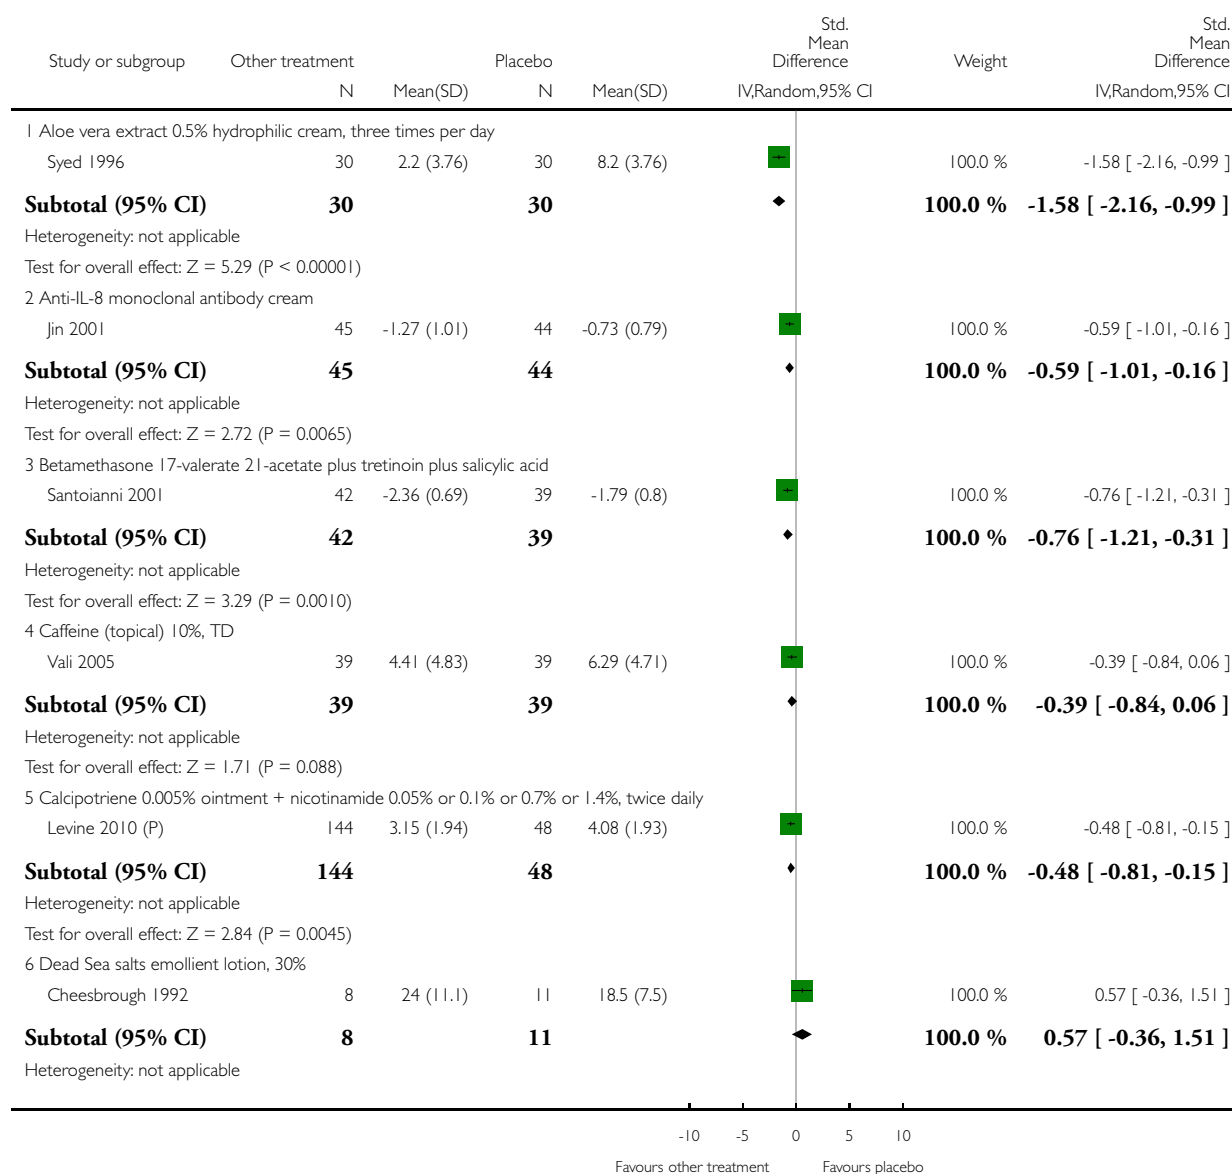 Std. Mean Difference Std. Mean Difference
Study or subgroup Other treatment Placebo Weight
N Mean(SD) N Mean(SD) IV,Random,95% CI IV,Random,95% CI
1 Aloe vera extract 0.5% hydrophilic cream, three times per day
Syed 1996 30 2.2 (3.76) 30 8.2 (3.76) 100.0 % -1.58 [ -2.16, -0.99 ]
Subtotal (95% CI) 30 30 100.0 % -1.58 [ -2.16, -0.99 ]
Heterogeneity: not applicable
Test for overall effect: Z = 5.29 (P < 0.00001)
2 Anti-IL-8 monoclonal antibody cream
Jin 2001 45 -1.27 (1.01) 44 -0.73 (0.79) 100.0 % -0.59 [ -1.01, -0.16 ]
Subtotal (95% CI) 45 44 100.0 % -0.59 [ -1.01, -0.16 ]
Heterogeneity: not applicable
Test for overall effect: Z = 2.72 (P = 0.0065)
3 Betamethasone 17-valerate 21-acetate plus tretinoin plus salicylic acid
Santoianni 2001 42 -2.36 (0.69) 39 -1.79 (0.8) 100.0 % -0.76 [ -1.21, -0.31 ]
Subtotal (95% CI) 42 39 100.0 % -0.76 [ -1.21, -0.31 ]
Heterogeneity: not applicable
Test for overall effect: Z = 3.29 (P = 0.0010)
4 Caffeine (topical) 10%, TD
Vali 2005 39 4.41 (4.83) 39 6.29 (4.71) 100.0 % -0.39 [ -0.84, 0.06 ]
Subtotal (95% CI) 39 39 100.0 % -0.39 [ -0.84, 0.06 ]
Heterogeneity: not applicable
Test for overall effect: Z = 1.71 (P = 0.088)
5 Calcipotriene 0.005% ointment + nicotinamide 0.05% or 0.1% or 0.7% or 1.4%, twice daily
Levine 2010 (P) 144 3.15 (1.94) 48 4.08 (1.93) 100.0 % -0.48 [ -0.81, -0.15 ]
Subtotal (95% CI) 144 48 100.0 % -0.48 [ -0.81, -0.15 ]
Heterogeneity: not applicable
Test for overall effect: Z = 2.84 (P = 0.0045)
6 Dead Sea salts emollient lotion, 30%
Cheesbrough 1992 8 24 (11.1) 11 18.5 (7.5) 100.0 % 0.57 [ -0.36, 1.51 ]
Subtotal (95% CI) 8 11 100.0 % 0.57 [ -0.36, 1.51 ]
Heterogeneity: not applicable
-10 -5 0 5 10
Favours other treatment Favours placebo